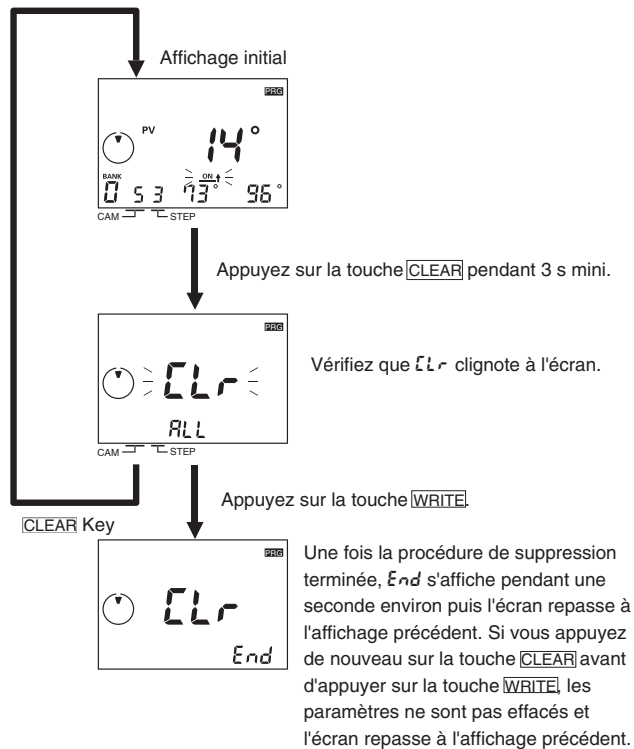 Affichage initial
PRG
PV
14°
BANK
ON
0 53 73° 96°
CAM STEP
Appuyez sur la touche CLEAR pendant 3 s mini.
PRG
CLr
Vérifiez que CLr clignote à l'écran.
ALL
CAM STEP
Appuyez sur la touche WRITE.
CLEAR Key
PRG
CLr
End
Une fois la procédure de suppression
terminée, End s'affiche pendant une
seconde environ puis l'écran repasse à
l'affichage précédent. Si vous appuyez
de nouveau sur la touche CLEAR avant
d'appuyer sur la touche WRITE, les
paramètres ne sont pas effacés et
l'écran repasse à l'affichage précédent.